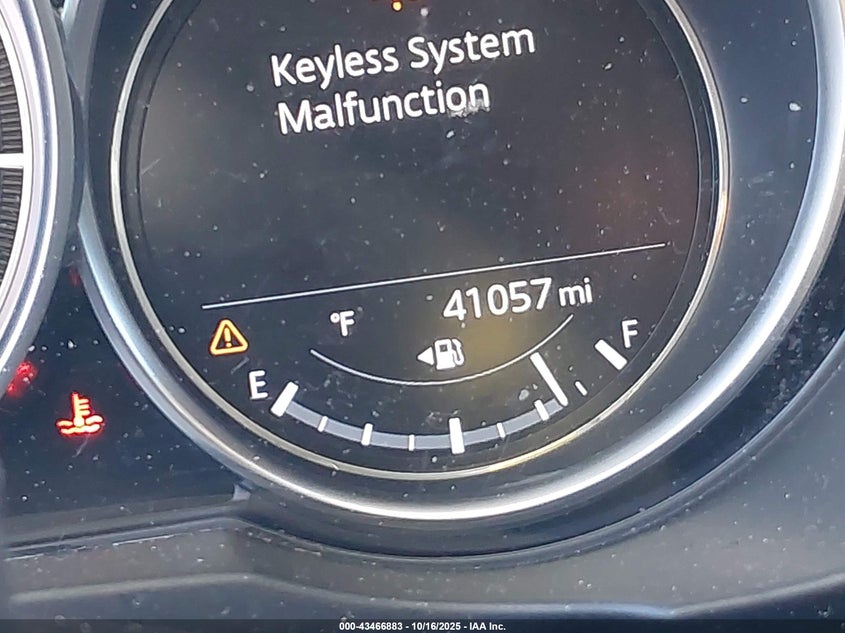 Keyless System
Malfunction
41057 mi
°F
E
F
000-43466883 - 10/16/2025 - IAA Inc.